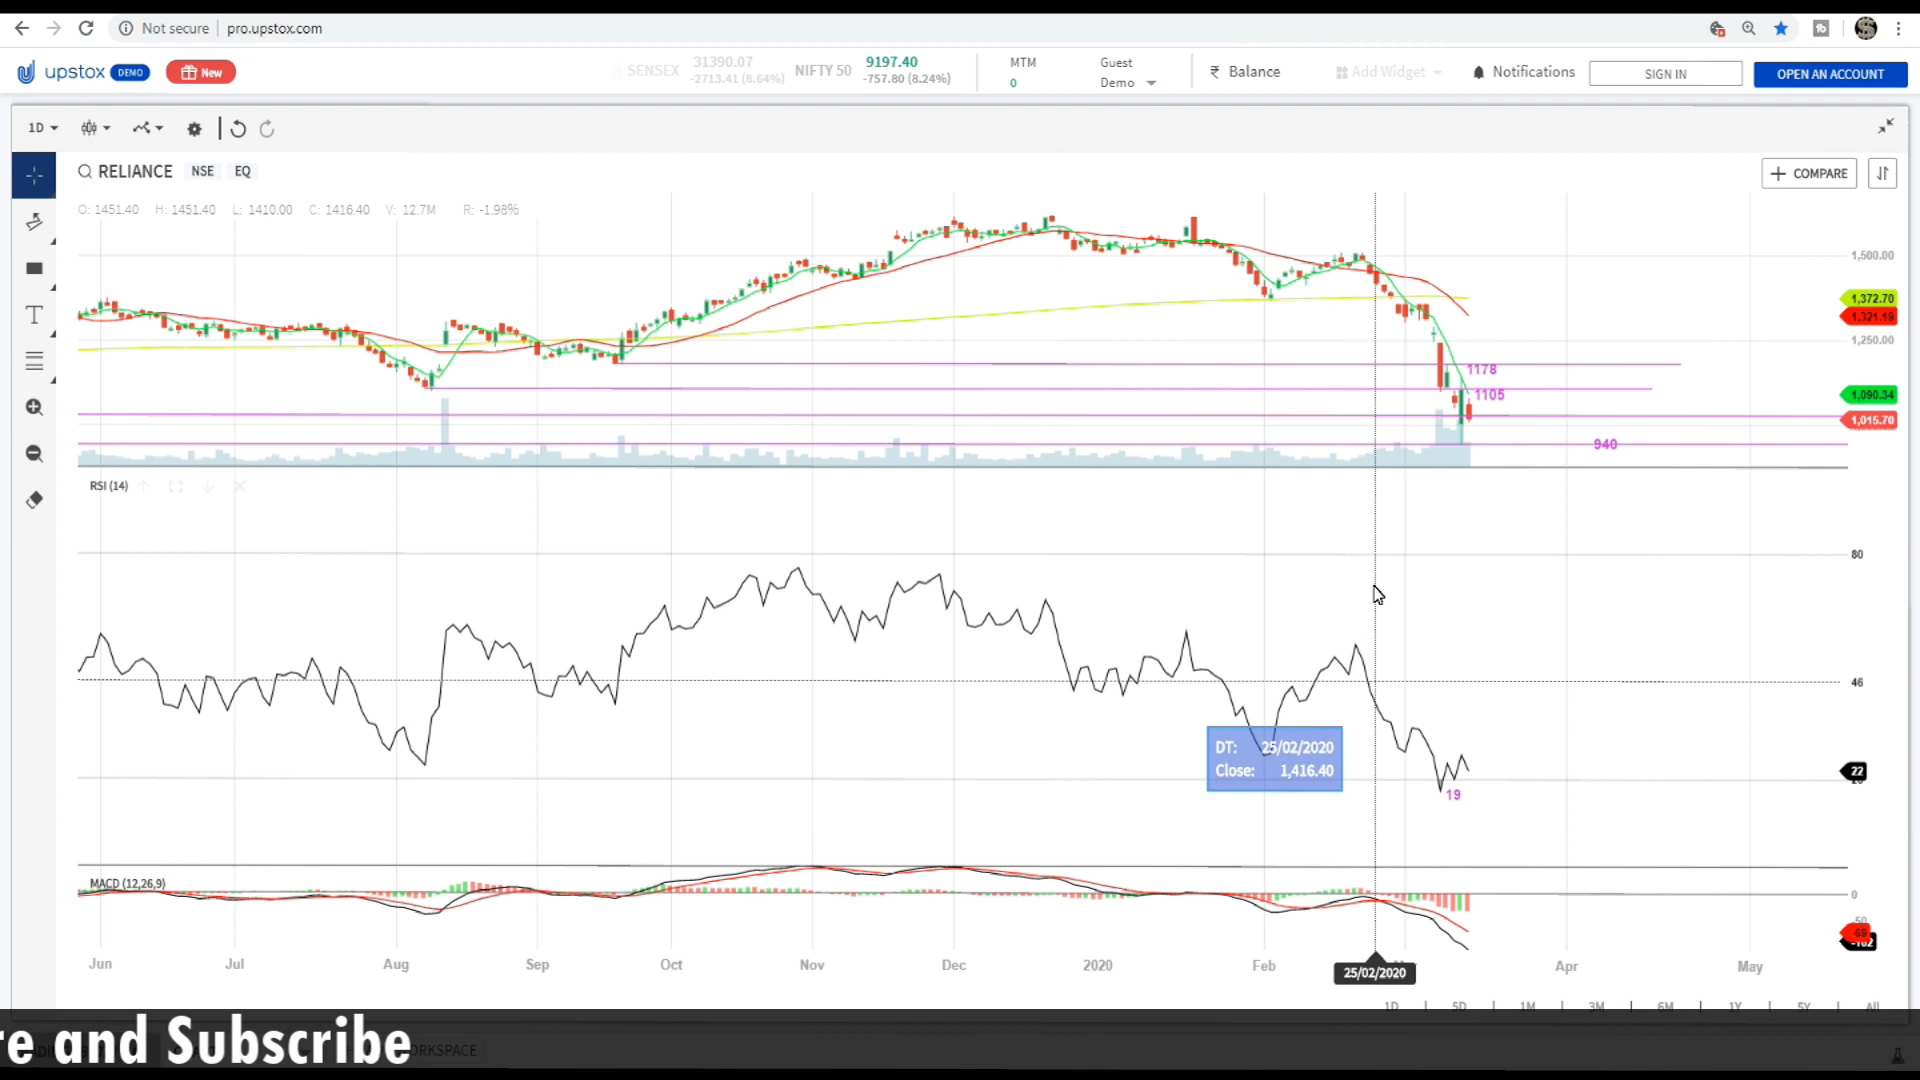 Not secure pro.upstox.com
upstox DEMO New SENSEX 31390.07 -2713.41 (8.64%) NIFTY 50 9197.40 -757.80 (8.24%) MTM 0 Guest Demo ₹ Balance Add Widget Notifications SIGN IN OPEN AN ACCOUNT
1D
RELIANCE NSE EQ COMPARE
O: 1451.40 H: 1451.40 L: 1410.00 C: 1416.40 V: 12.7M R: -1.98%
1,500.00
1,372.70
1,321.19
1,250.00
1178
1105
1,090.34
1,015.70
940
RSI (14)
80
46
DT: 25/02/2020
Close: 1,416.40
22
19
MACD (12,26,9)
0
-69
-102
Jun Jul Aug Sep Oct Nov Dec 2020 Feb 25/02/2020 Apr May
1D 5D 1M 3M 6M 1Y 5Y All
re and Subscribe